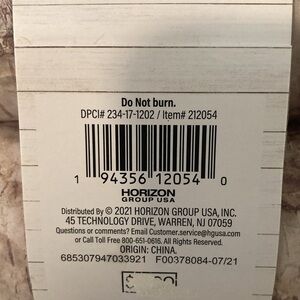 Do Not burn.
DPCI# 234-17-1202 / Item# 212054
1 94356 12054 0
HORIZON
GROUP USA
Distributed By © 2021 HORIZON GROUP USA, INC.
45 TECHNOLOGY DRIVE, WARREN, NJ 07059
Questions or comments? Email Customer.service@hgusa.com
or Call Toll Free 800-651-0616. All Rights Reserved.
ORIGIN: CHINA.
685307947033921 F00378084-07/21